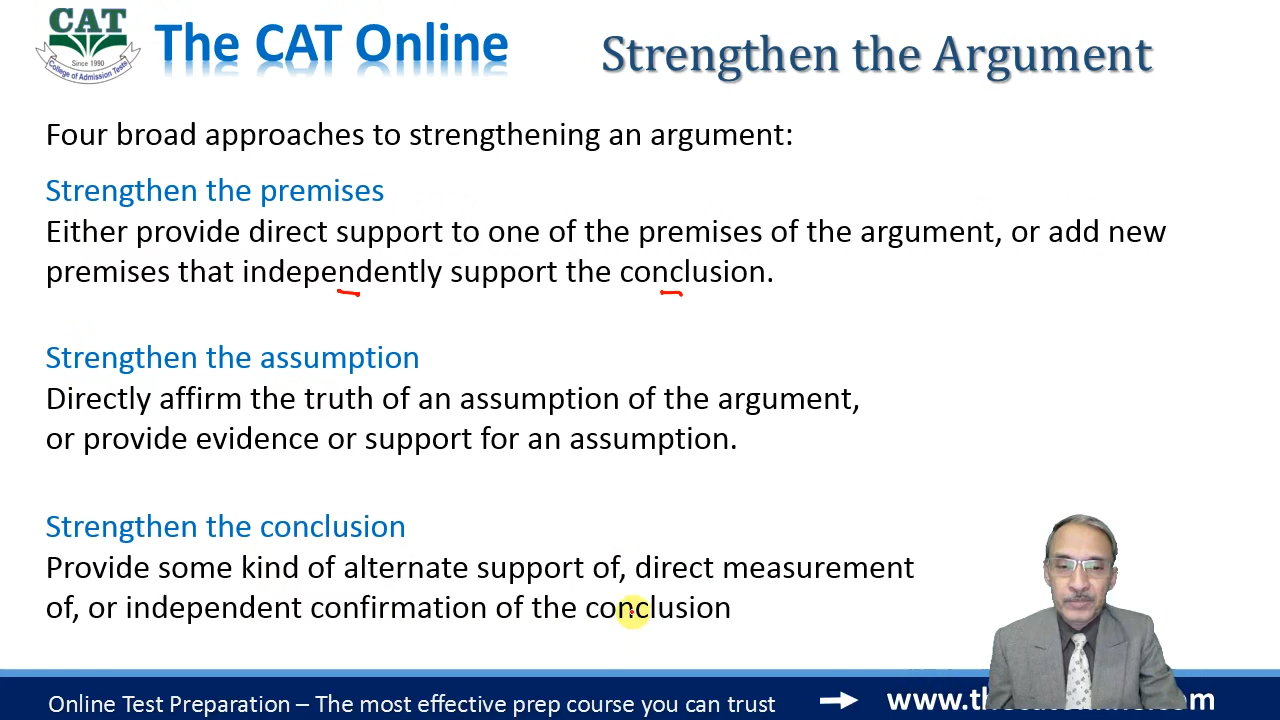 CAT
Since 1990
College of Admission Tests
The CAT Online
Strengthen the Argument
Four broad approaches to strengthening an argument:
Strengthen the premises
Either provide direct support to one of the premises of the argument, or add new
premises that independently support the conclusion.
Strengthen the assumption
Directly affirm the truth of an assumption of the argument,
or provide evidence or support for an assumption.
Strengthen the conclusion
Provide some kind of alternate support of, direct measurement
of, or independent confirmation of the conclusion
Online Test Preparation – The most effective prep course you can trust